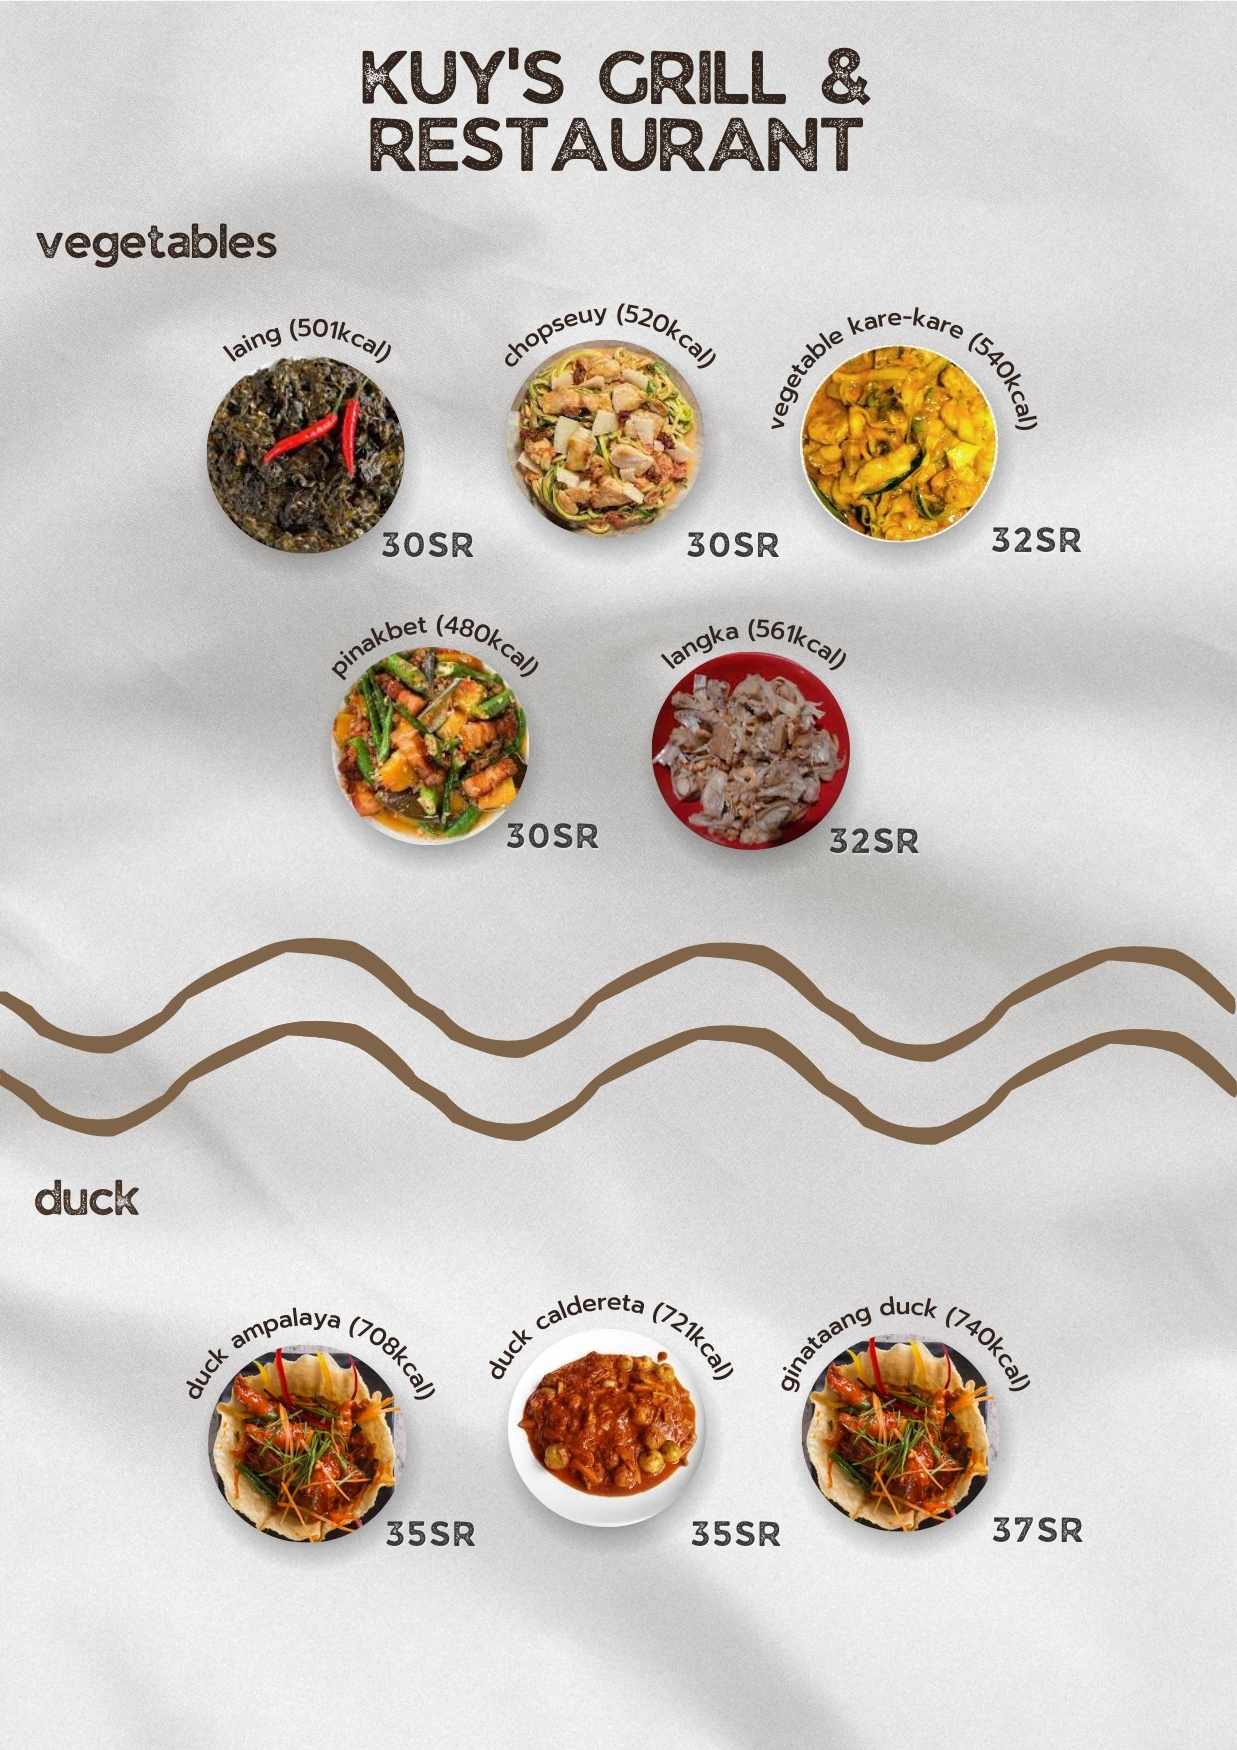 KUY'S GRILL &
RESTAURANT
vegetables
laing (501kcal)
30SR
chopseuy (520kcal)
30SR
vegetable kare-kare (540kcal)
32SR
pinakbet (480kcal)
30SR
langka (561kcal)
32SR
duck
duck ampalaya (708kcal)
35SR
duck caldereta (721kcal)
35SR
ginataang duck (740kcal)
37SR